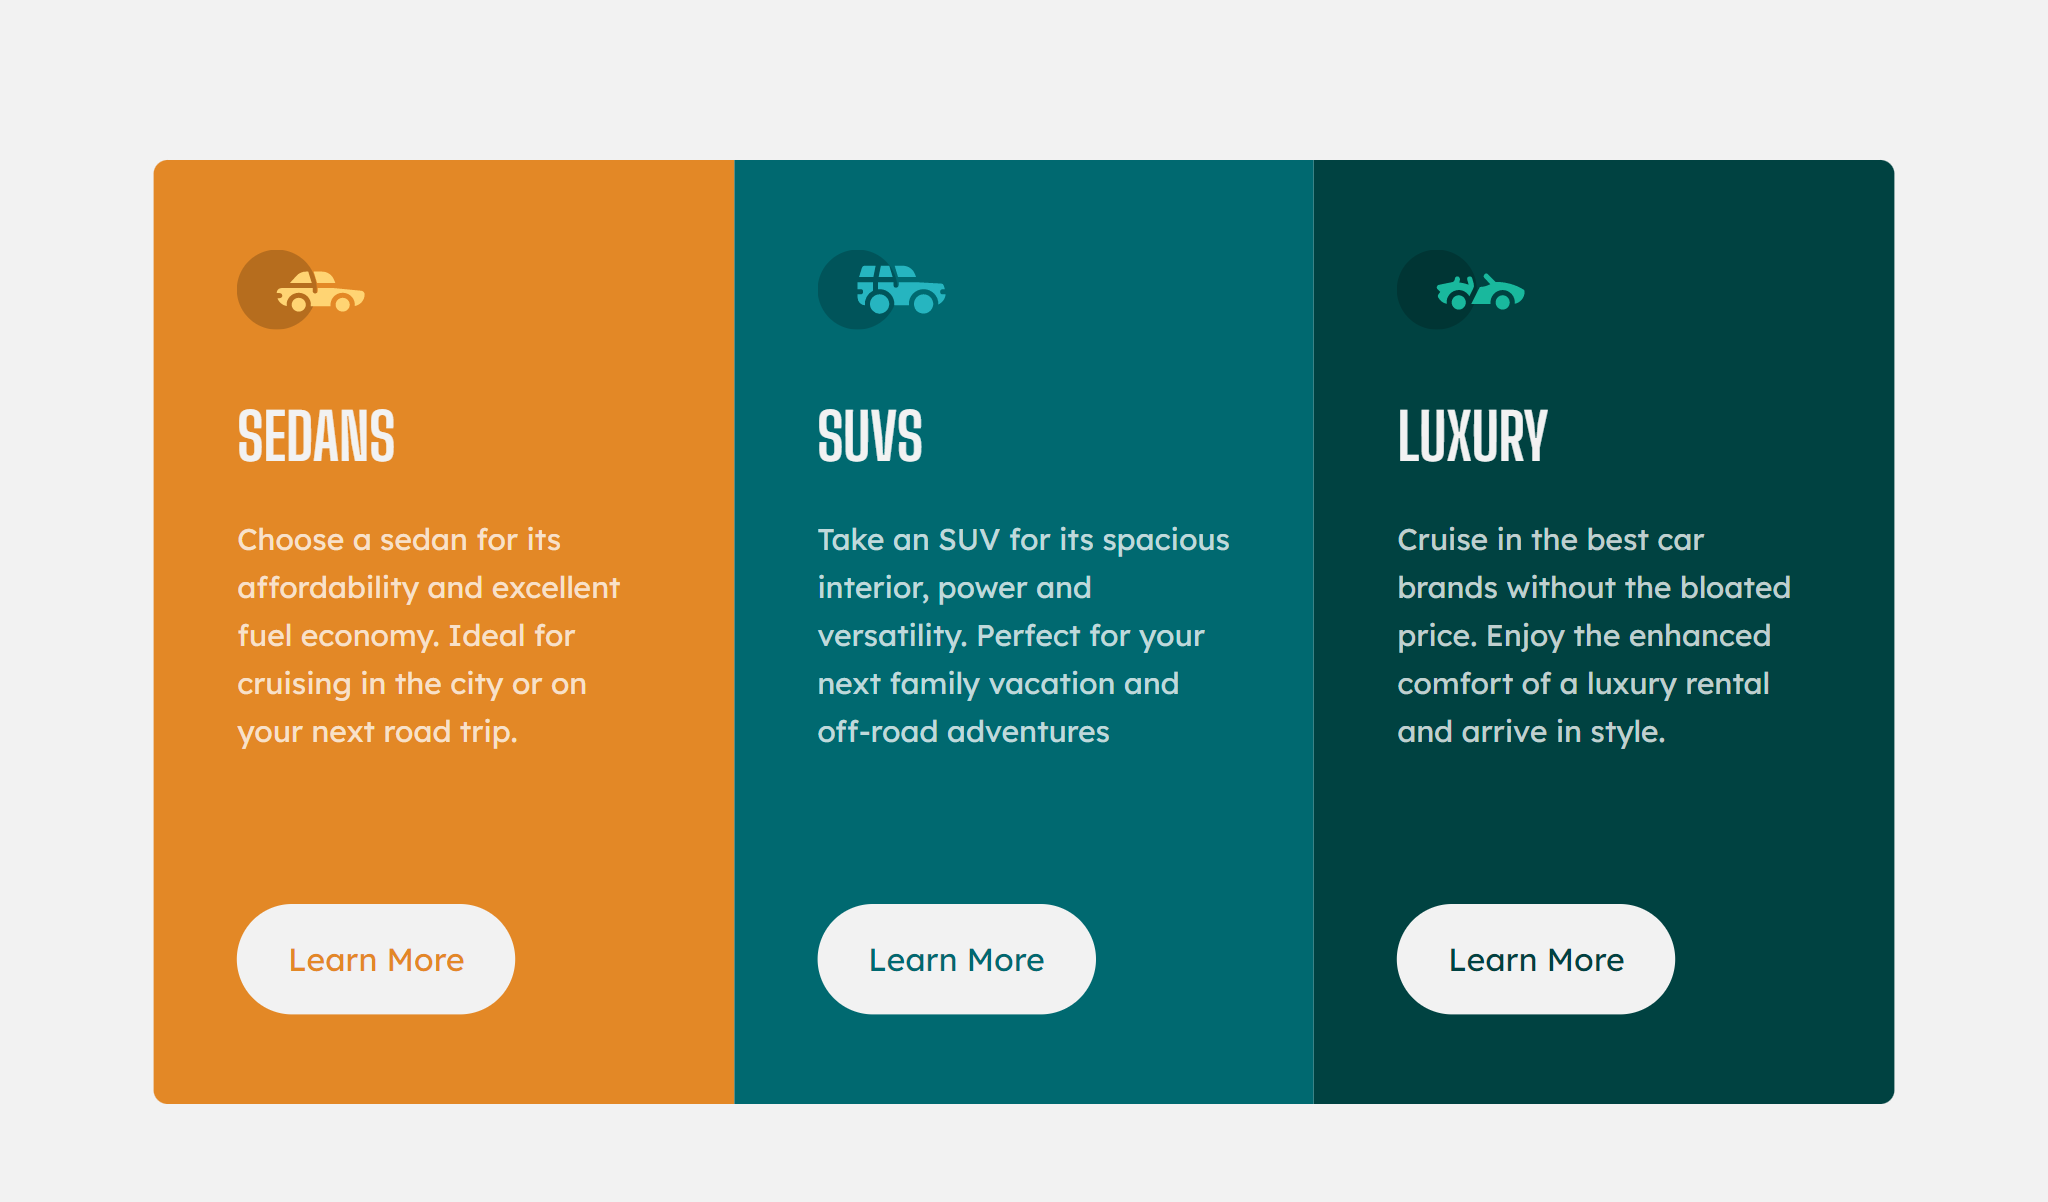 SEDANS
Choose a sedan for its
affordability and excellent
fuel economy. Ideal for
cruising in the city or on
your next road trip.
Learn More
SUVS
Take an SUV for its spacious
interior, power and
versatility. Perfect for your
next family vacation and
off-road adventures
Learn More
LUXURY
Cruise in the best car
brands without the bloated
price. Enjoy the enhanced
comfort of a luxury rental
and arrive in style.
Learn More